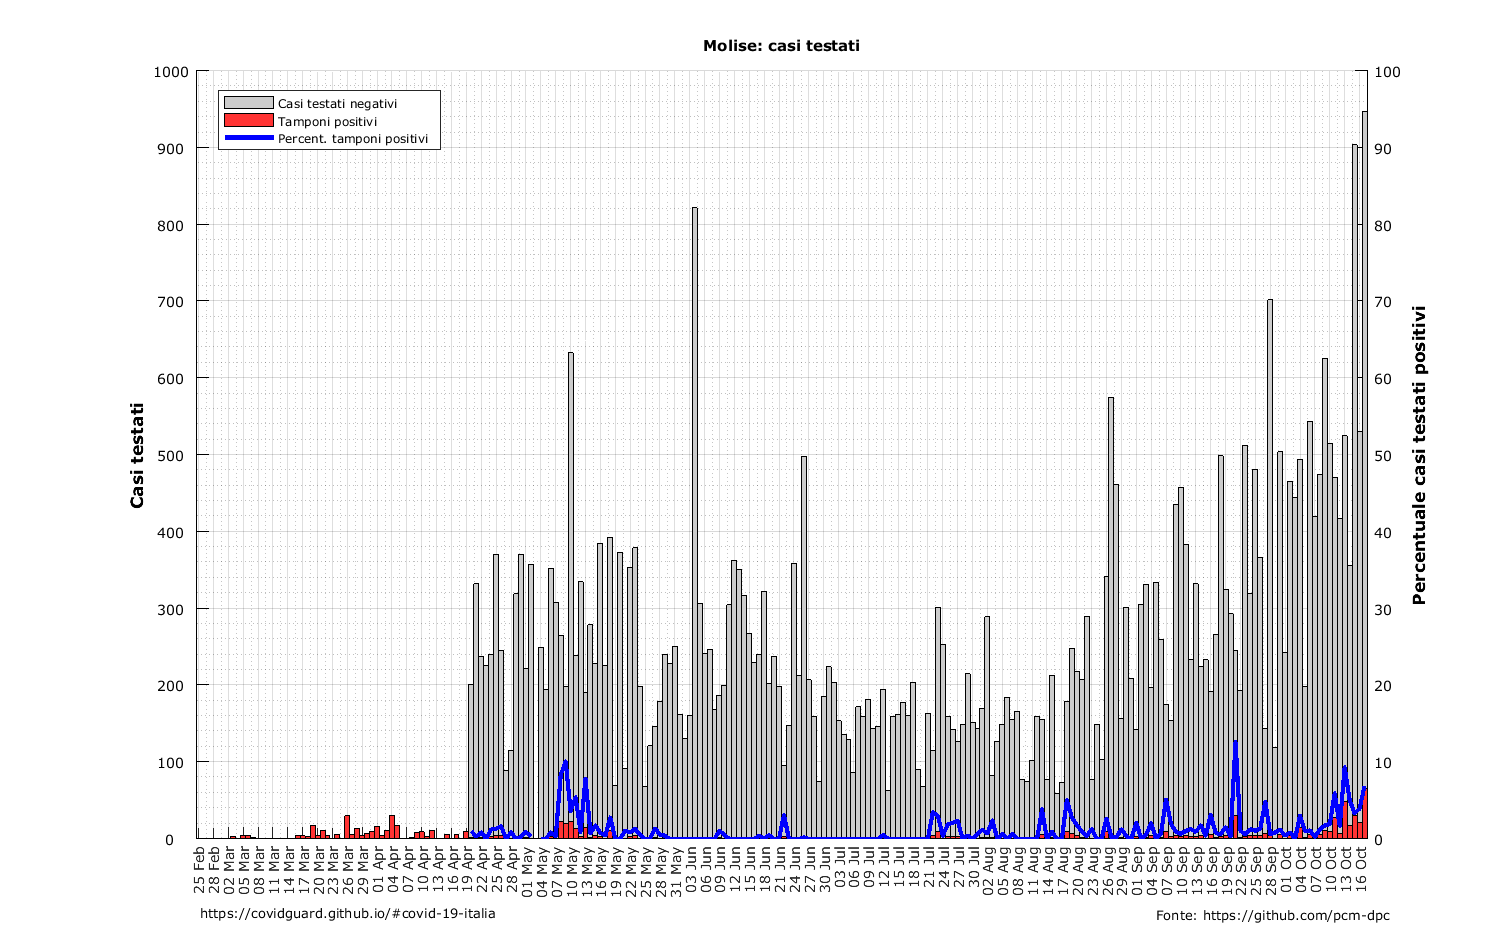 Molise: casi testati
Casi testati negativi
Tamponi positivi
Percent. tamponi positivi
Casi testati
1000
900
800
700
600
500
400
300
200
100
0
Percentuale casi testati positivi
100
90
80
70
60
50
40
30
20
10
0
25 Feb
28 Feb
02 Mar
05 Mar
08 Mar
11 Mar
14 Mar
17 Mar
20 Mar
23 Mar
26 Mar
29 Mar
01 Apr
04 Apr
07 Apr
10 Apr
13 Apr
16 Apr
19 Apr
22 Apr
25 Apr
28 Apr
01 May
04 May
07 May
10 May
13 May
16 May
19 May
22 May
25 May
28 May
31 May
03 Jun
06 Jun
09 Jun
12 Jun
15 Jun
18 Jun
21 Jun
24 Jun
27 Jun
30 Jun
03 Jul
06 Jul
09 Jul
12 Jul
15 Jul
18 Jul
21 Jul
24 Jul
27 Jul
30 Jul
02 Aug
05 Aug
08 Aug
11 Aug
14 Aug
17 Aug
20 Aug
23 Aug
26 Aug
29 Aug
01 Sep
04 Sep
07 Sep
10 Sep
13 Sep
16 Sep
19 Sep
22 Sep
25 Sep
28 Sep
01 Oct
04 Oct
07 Oct
10 Oct
13 Oct
16 Oct
https://covidguard.github.io/#covid-19-italia
Fonte: https://github.com/pcm-dpc